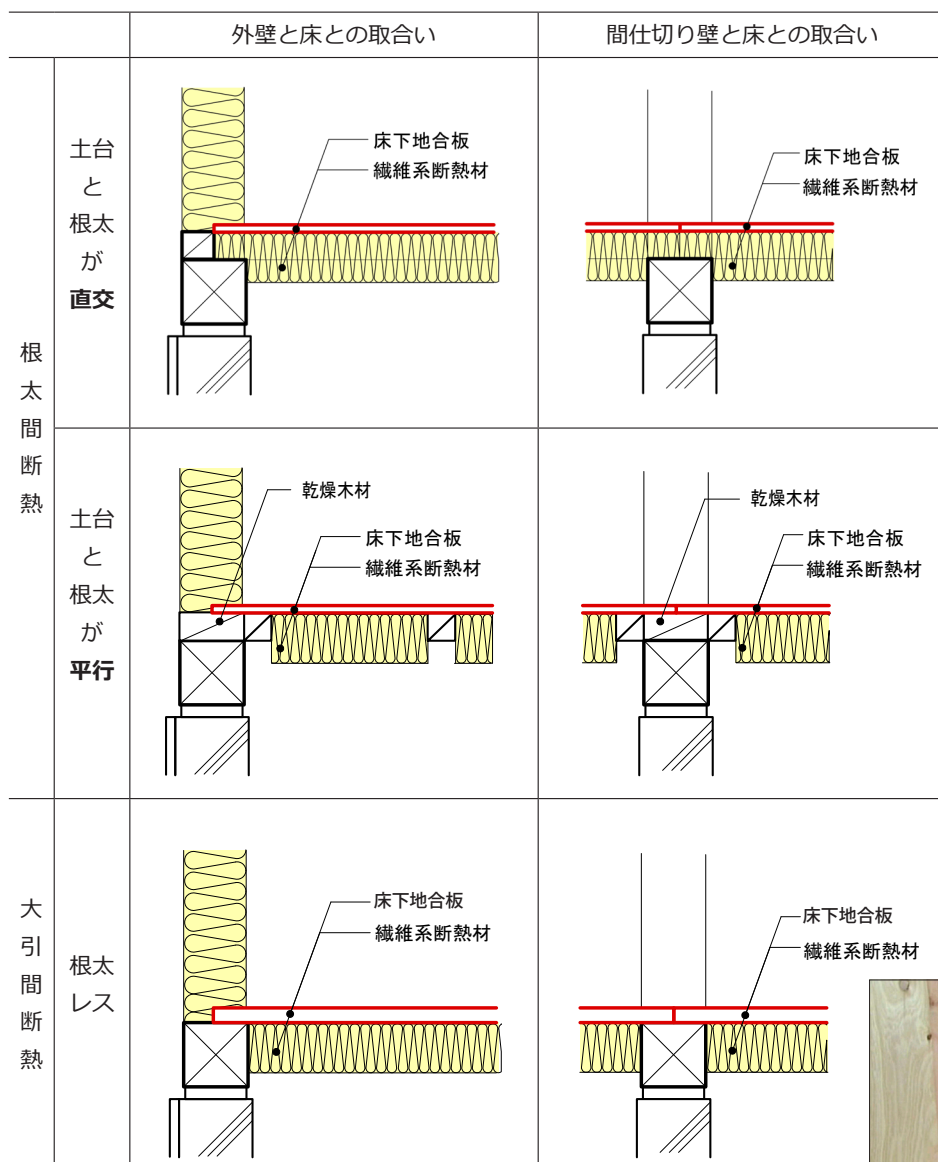 外壁と床との取合い
間仕切り壁と床との取合い
根太間断熱
土台
と
根太
が
直交
床下地合板
繊維系断熱材
床下地合板
繊維系断熱材
土台
と
根太
が
平行
乾燥木材
床下地合板
繊維系断熱材
乾燥木材
床下地合板
繊維系断熱材
大引間断熱
根太
レス
床下地合板
繊維系断熱材
床下地合板
繊維系断熱材